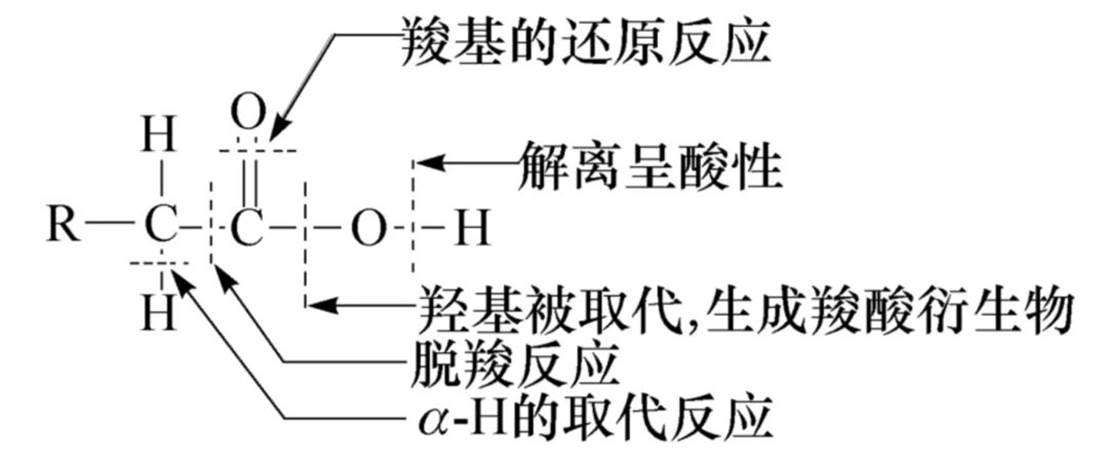 羧基的还原反应
O
H
解离呈酸性
R—C—C—O—H
H
羟基被取代,生成羧酸衍生物
脱羧反应
α-H的取代反应